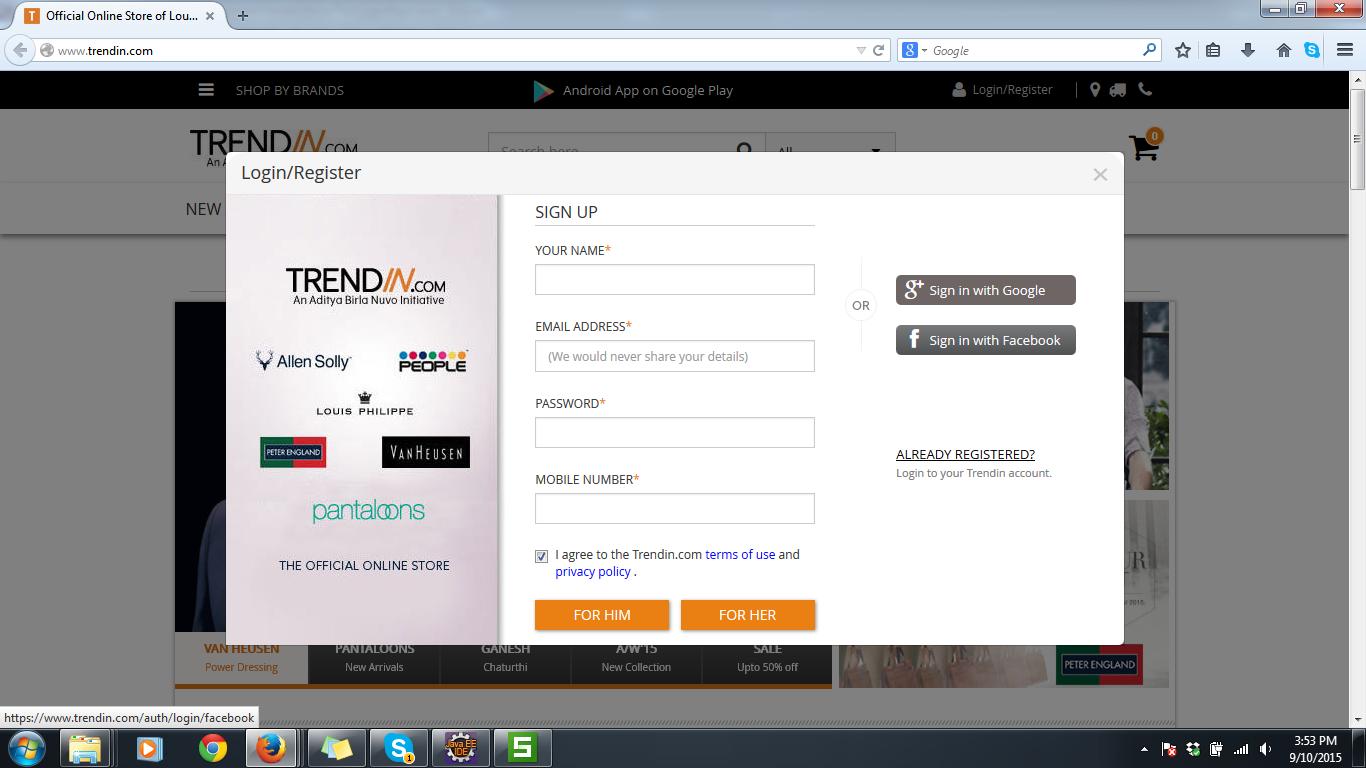 Official Online Store of Lou...
www.trendin.com
Google
SHOP BY BRANDS
Android App on Google Play
Login/Register
TRENDIN.COM
Search here
All
0
NEW
Login/Register
TRENDIN.COM
An Aditya Birla Nuvo Initiative
Allen Solly
PEOPLE
LOUIS PHILIPPE
PETER ENGLAND
VANHEUSEN
pantaloons
THE OFFICIAL ONLINE STORE
SIGN UP
YOUR NAME*
EMAIL ADDRESS*
(We would never share your details)
PASSWORD*
MOBILE NUMBER*
I agree to the Trendin.com terms of use and
privacy policy .
FOR HIM
FOR HER
OR
Sign in with Google
Sign in with Facebook
ALREADY REGISTERED?
Login to your Trendin account.
VAN HEUSEN
Power Dressing
PANTALOONS
New Arrivals
GANESH
Chaturthi
A/W'15
New Collection
SALE
Upto 50% off
PETER ENGLAND
https://www.trendin.com/auth/login/facebook
Java EE
IDE
3:53 PM
9/10/2015